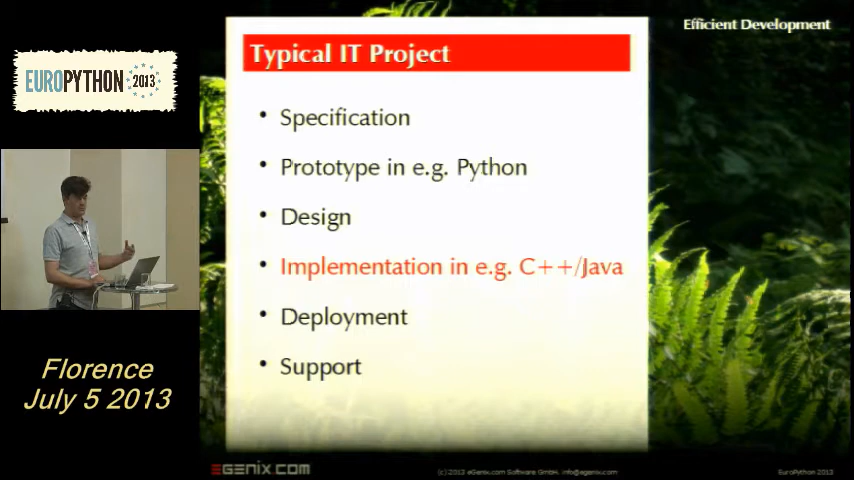 Efficient Development
EUROPYTHON 2013
Typical IT Project
• Specification
• Prototype in e.g. Python
• Design
• Implementation in e.g. C++/Java
• Deployment
• Support
Florence
July 5 2013
EGENIX.COM
(c) 2013 eGenix.com Software GmbH, info@egenix.com
EuroPython 2013